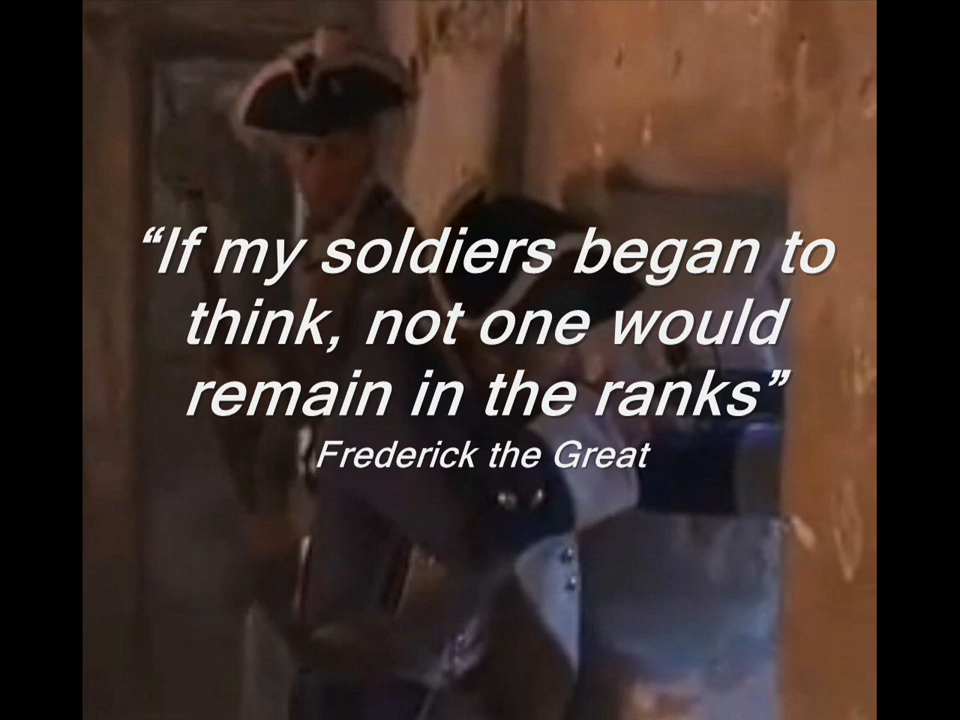 “If my soldiers began to
think, not one would
remain in the ranks”
Frederick the Great